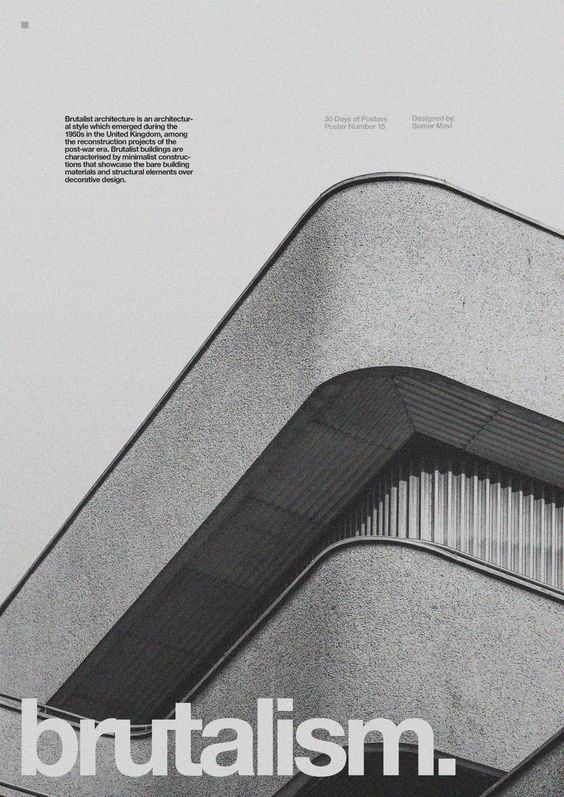 Brutalist architecture is an architectur-
al style which emerged during the
1950s in the United Kingdom, among
the reconstruction projects of the
post-war era. Brutalist buildings are
characterised by minimalist construc-
tions that showcase the bare building
materials and structural elements over
decorative design.
30 Days of Posters
Poster Number 15
Designed by.
Sumer Mavi
brutalism.